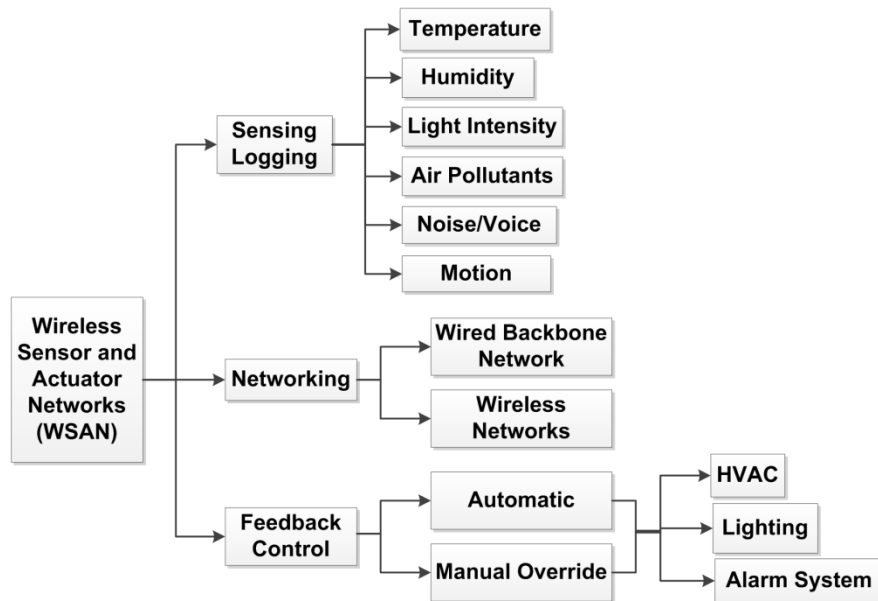 Temperature
Humidity
Light Intensity
Air Pollutants
Noise/Voice
Motion
Sensing
Logging
Wireless
Sensor and
Actuator
Networks
(WSAN)
Networking
Wired Backbone
Network
Wireless
Networks
Feedback
Control
Automatic
Manual Override
HVAC
Lighting
Alarm System